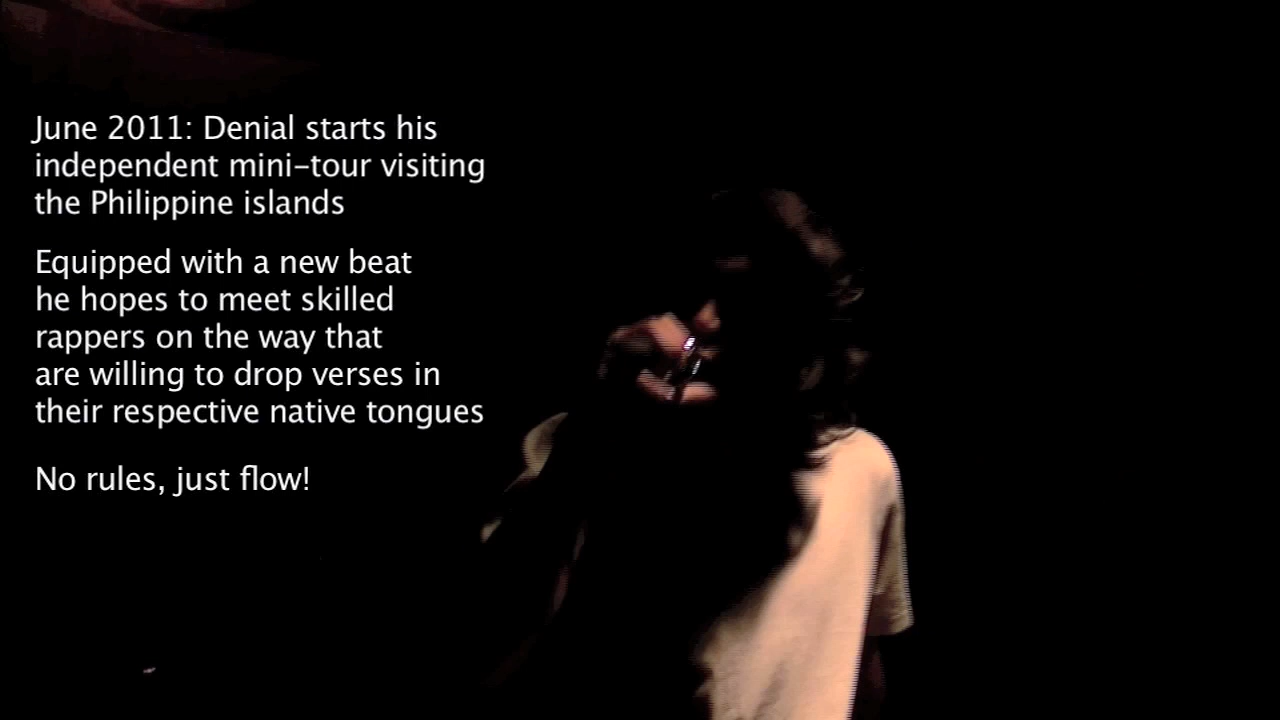 June 2011: Denial starts his
independent mini-tour visiting
the Philippine islands
Equipped with a new beat
he hopes to meet skilled
rappers on the way that
are willing to drop verses in
their respective native tongues
No rules, just flow!